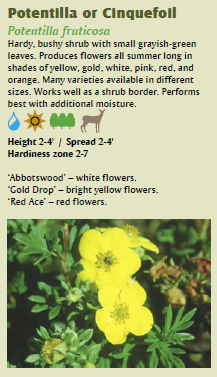 Potentilla or Cinquefoil
Potentilla fruticosa
Hardy, bushy shrub with small grayish-green
leaves. Produces flowers all summer long in
shades of yellow, gold, white, pink, red, and
orange. Many varieties available in different
sizes. Works well as a shrub border. Performs
best with additional moisture.
Height 2-4' / Spread 2-4'
Hardiness zone 2-7
‘Abbotswood’ – white flowers.
‘Gold Drop’ – bright yellow flowers.
‘Red Ace’ – red flowers.